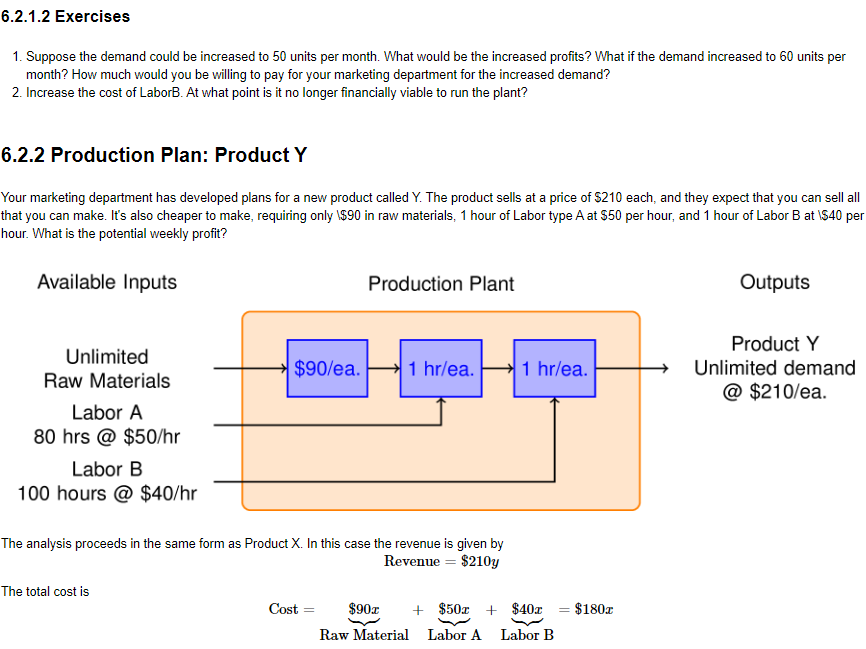 6.2.1.2 Exercises
1. Suppose the demand could be increased to 50 units per month. What would be the increased profits? What if the demand increased to 60 units per
month? How much would you be willing to pay for your marketing department for the increased demand?
2. Increase the cost of LaborB. At what point is it no longer financially viable to run the plant?
6.2.2 Production Plan: Product Y
Your marketing department has developed plans for a new product called Y. The product sells at a price of $210 each, and they expect that you can sell all
that you can make. It's also cheaper to make, requiring only \$90 in raw materials, 1 hour of Labor type A at $50 per hour, and 1 hour of Labor B at \$40 per
hour. What is the potential weekly profit?
Available Inputs
Production Plant
Outputs
Unlimited
Raw Materials
Labor A
80 hrs @ $50/hr
Labor B
100 hours @ $40/hr
$90/ea.
1 hr/ea.
1 hr/ea.
Product Y
Unlimited demand
@ $210/ea.
The analysis proceeds in the same form as Product X. In this case the revenue is given by
Revenue = $210y
The total cost is
Cost = $90x + $50x + $40x = $180x
Raw Material Labor A Labor B